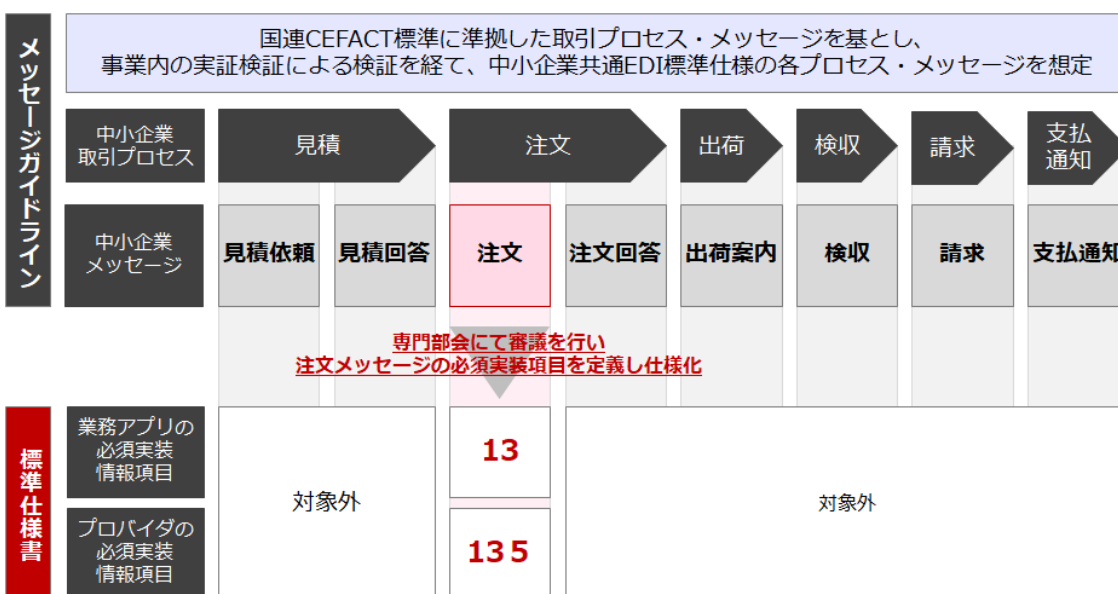 メッセージガイドライン
国連CEFACT標準に準拠した取引プロセス・メッセージを基とし、
事業内の実証検証による検証を経て、中小企業共通EDI標準仕様の各プロセス・メッセージを想定
中小企業
取引プロセス
見積
注文
出荷
検収
請求
支払
通知
中小企業
メッセージ
見積依頼
見積回答
注文
注文回答
出荷案内
検収
請求
支払通知
専門部会にて審議を行い
注文メッセージの必須実装項目を定義し仕様化
標準仕様書
業務アプリの
必須実装
情報項目
対象外
13
対象外
プロバイダの
必須実装
情報項目
135